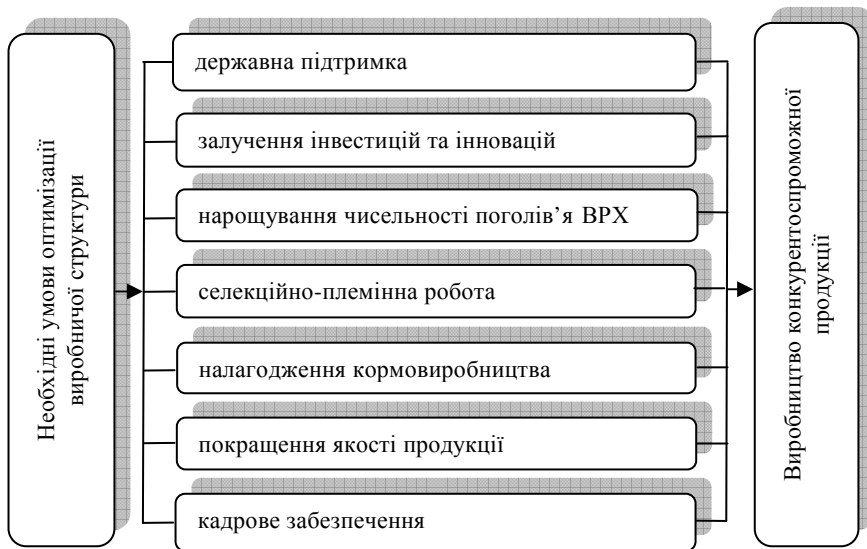 Необхідні умови оптимізації
виробничої структури
державна підтримка
залучення інвестицій та інновацій
нарощування чисельності поголів’я ВРХ
селекційно-племінна робота
налагодження кормовиробництва
покращення якості продукції
кадрове забезпечення
Виробництво конкурентоспроможної
продукції